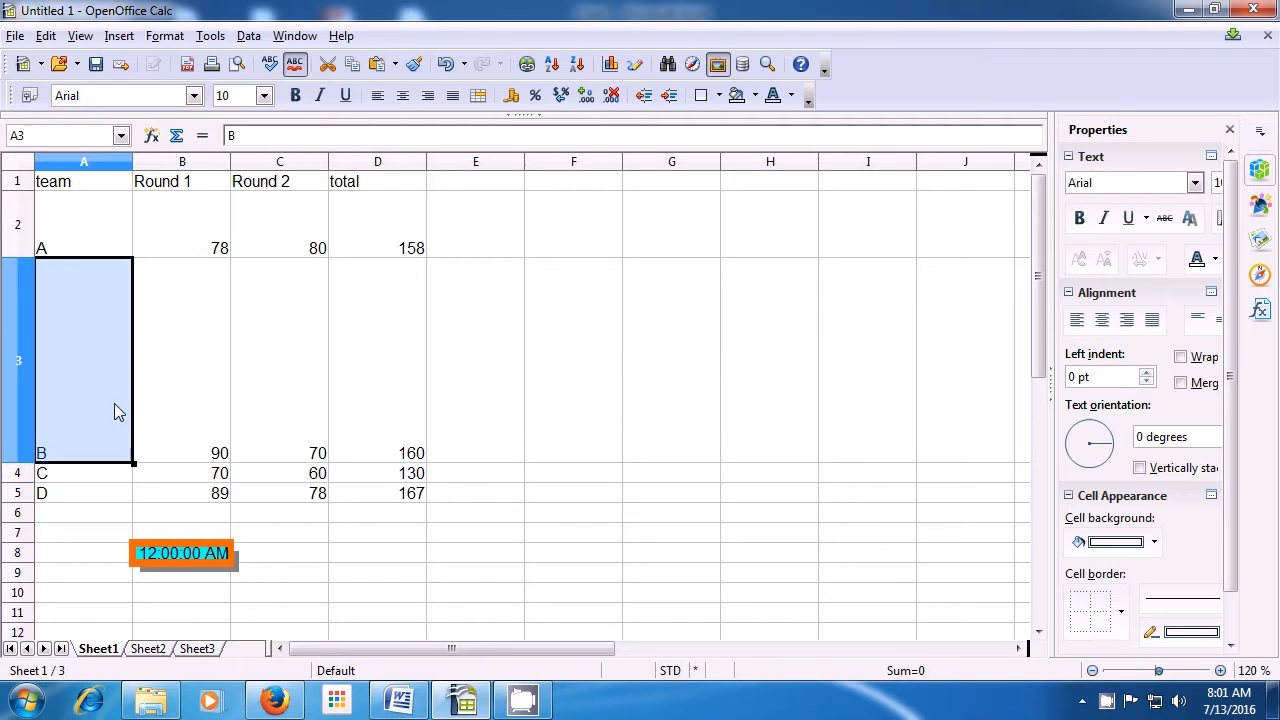 Untitled 1 - OpenOffice Calc
File Edit View Insert Format Tools Data Window Help
Arial 10
A3 B
A B C D E F G H I J
1 team Round 1 Round 2 total
2 A 78 80 158
3 B 90 70 160
4 C 70 60 130
5 D 89 78 167
6
7
8 12:00:00 AM
9
10
11
12
Sheet1 Sheet2 Sheet3
Sheet 1 / 3 Default STD * Sum=0 120 %
Properties
Text
Arial 10
Alignment
Left indent: Wrap
0 pt Merg
Text orientation:
0 degrees
Vertically sta
Cell Appearance
Cell background:
Cell border:
8:01 AM
7/13/2016